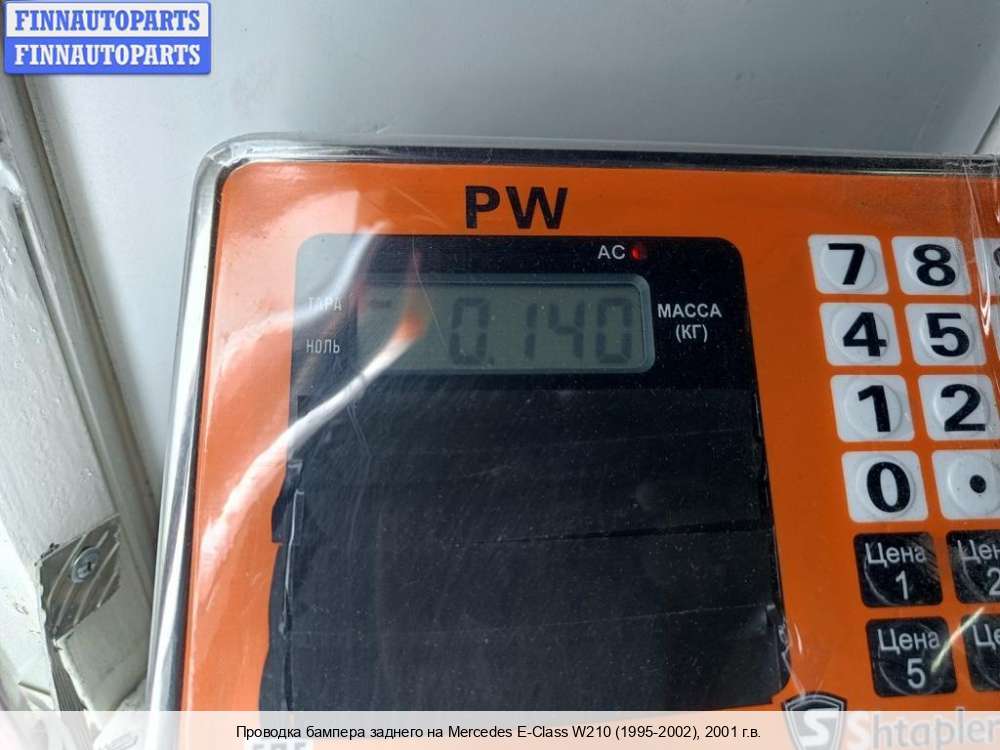 FINNAUTOPARTS
FINNAUTOPARTS
PW
AC
ТАРА
0.140
МАССА
(КГ)
НОЛЬ
7 8
4 5
1 2
0 .
Цена
1
2
Цена
5
Shtapler
Проводка бампера заднего на Mercedes E-Class W210 (1995-2002), 2001 г.в.